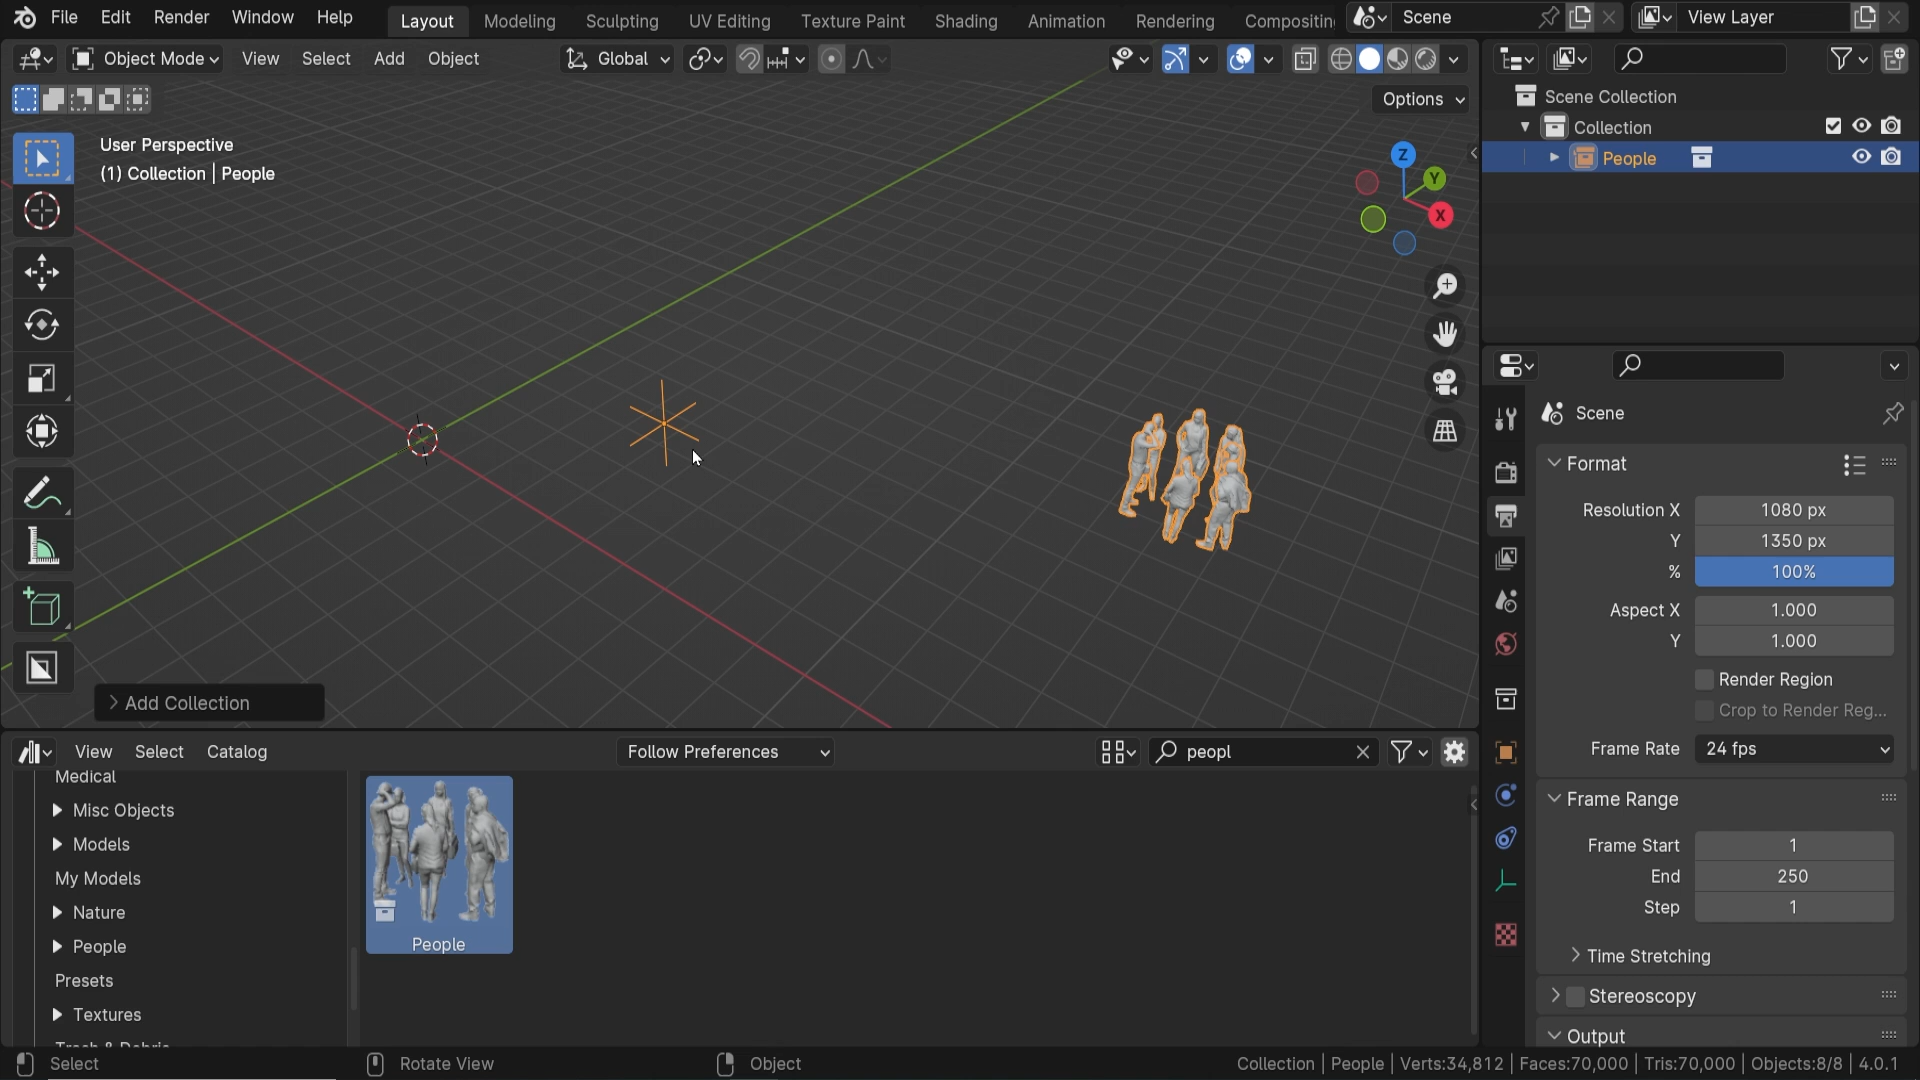 File Edit Render Window Help Layout Modeling Sculpting UV Editing Texture Paint Shading Animation Rendering Scene View Layer
Object Mode View Select Add Object Global
Options
User Perspective
(1) Collection | People
Z
Y
X
Add Collection
Scene Collection
Collection
People
Scene
Format
Resolution X 1080 px
Y 1350 px
% 100%
Aspect X 1.000
Y 1.000
Render Region
Crop to Render Reg...
Frame Rate 24 fps
Frame Range
Frame Start 1
End 250
Step 1
Time Stretching
Stereoscopy
Output
View Select Catalog Follow Preferences peopl
Medical
Misc Objects
Models
My Models
Nature
People
Presets
Textures
People
Select Rotate View Object Collection | People | Verts:34,812 | Faces:70,000 | Tris:70,000 | Objects:8/8 | 4.0.1